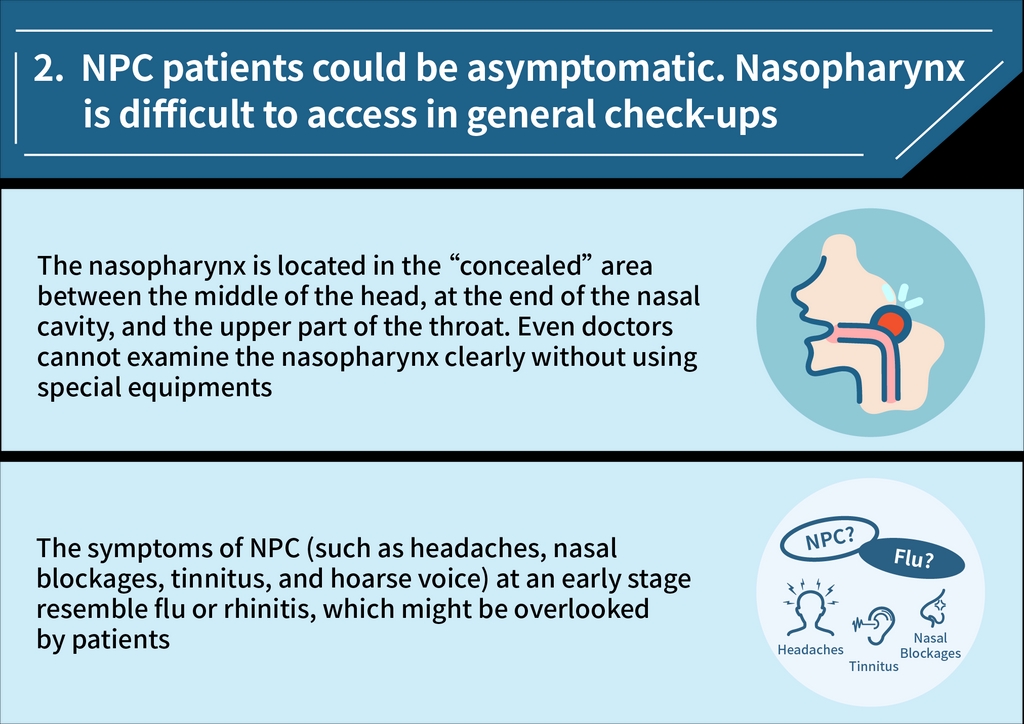 2. NPC patients could be asymptomatic. Nasopharynx
is difficult to access in general check-ups
The nasopharynx is located in the “concealed” area
between the middle of the head, at the end of the nasal
cavity, and the upper part of the throat. Even doctors
cannot examine the nasopharynx clearly without using
special equipments
The symptoms of NPC (such as headaches, nasal
blockages, tinnitus, and hoarse voice) at an early stage
resemble flu or rhinitis, which might be overlooked
by patients
NPC?
Flu?
Headaches
Tinnitus
Nasal
Blockages